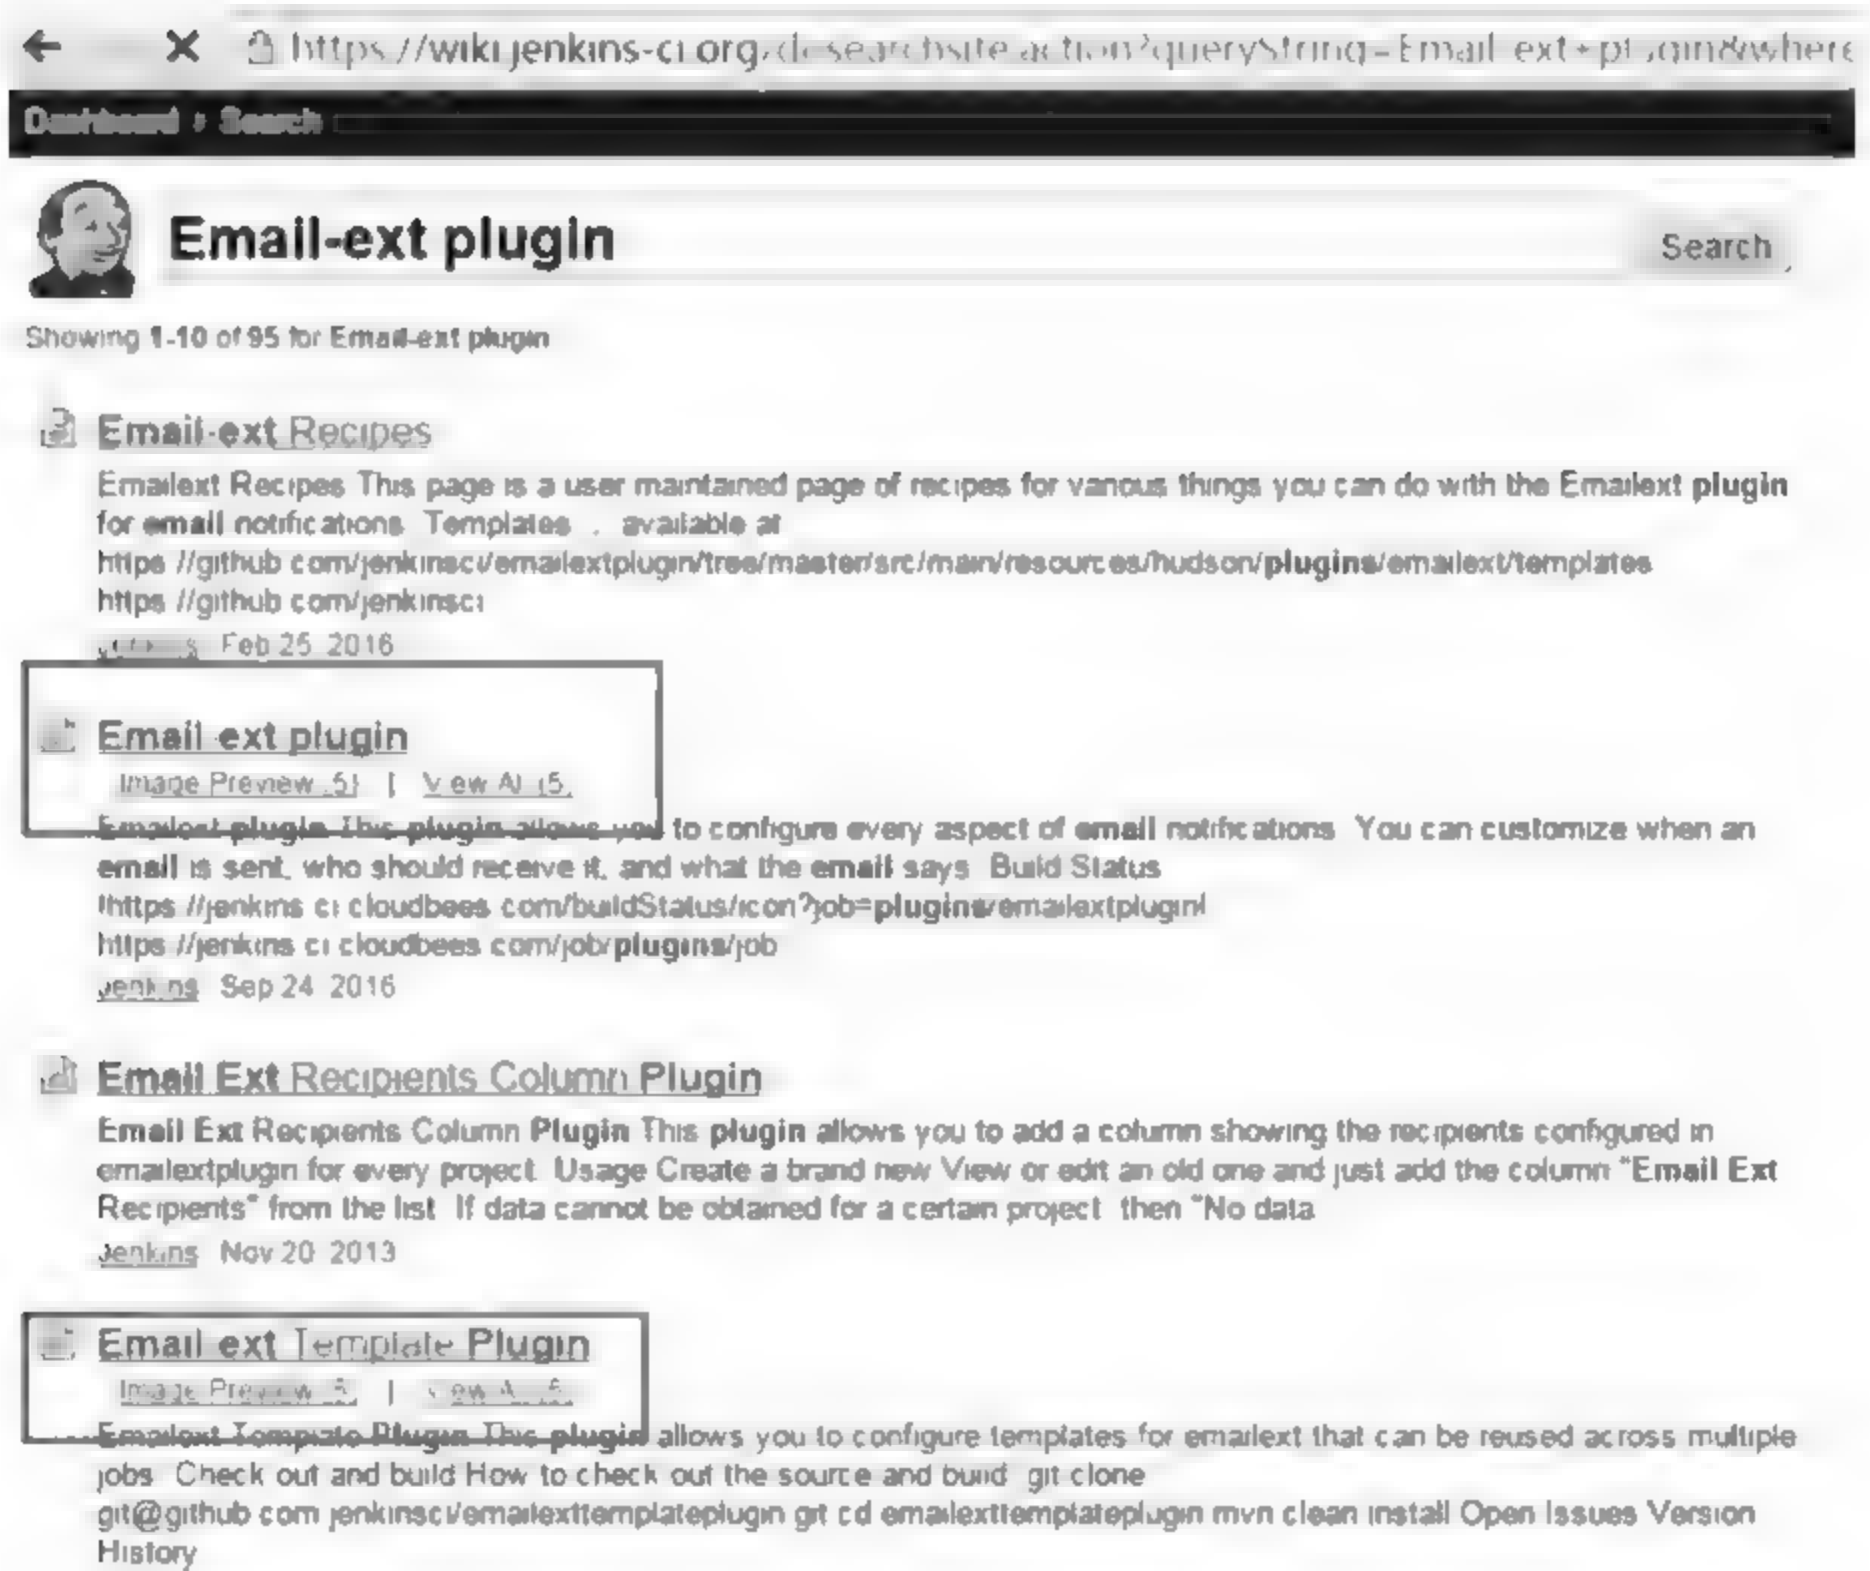 https://wiki.jenkins-ci.org/dosearchsite.action?queryString=Email-ext+plugin&where
Dashboard › Search
Email-ext plugin
Search
Showing 1-10 of 95 for Email-ext plugin
Email-ext Recipes
Emailext Recipes This page is a user maintained page of recipes for various things you can do with the Emailext plugin
for email notifications Templates . available at
https //github com/jenkinsci/emailextplugin/tree/master/src/main/resources/hudson/plugins/emailext/templates
https //github com/jenkinsci
Feb 25 2016
Email ext plugin
Image Preview (5) | View All (5)
Emailext plugin This plugin allows you to configure every aspect of email notifications You can customize when an
email is sent, who should receive it, and what the email says Build Status
!https //jenkins ci cloudbees com/buildStatus/icon?job=plugins/emailextplugin!
https //jenkins ci cloudbees com/job/plugins/job
Jenkins Sep 24 2016
Email Ext Recipients Column Plugin
Email Ext Recipients Column Plugin This plugin allows you to add a column showing the recipients configured in
emailextplugin for every project Usage Create a brand new View or edit an old one and just add the column "Email Ext
Recipients" from the list If data cannot be obtained for a certain project then "No data
Jenkins Nov 20 2013
Email ext Template Plugin
Image Preview (5) | View All (5)
Emailext Template Plugin This plugin allows you to configure templates for emailext that can be reused across multiple
jobs Check out and build How to check out the source and build git clone
git@github com jenkinsci/emailexttemplateplugin git cd emailexttemplateplugin mvn clean install Open Issues Version
History